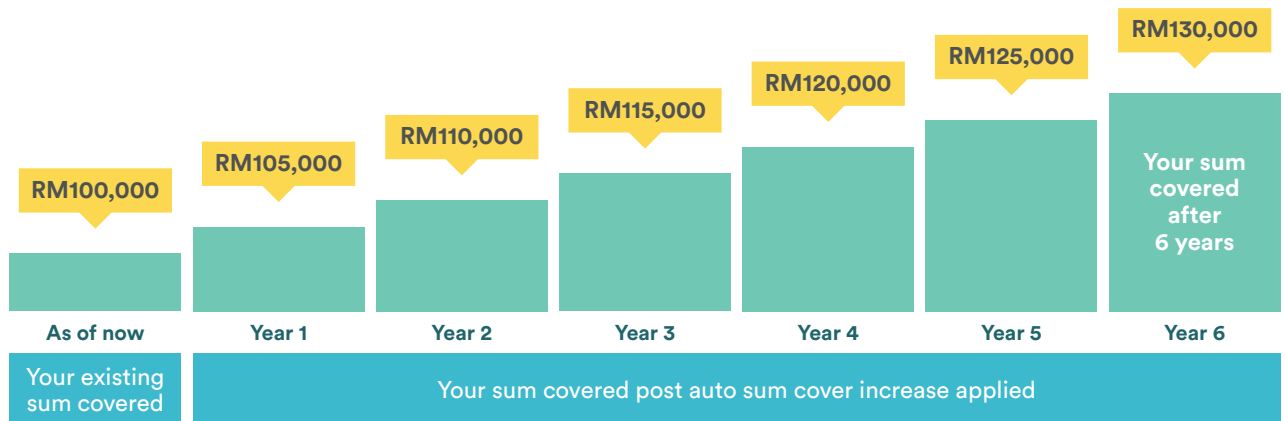 RM100,000
RM105,000
RM110,000
RM115,000
RM120,000
RM125,000
RM130,000
Your sum
covered
after
6 years
As of now
Year 1
Year 2
Year 3
Year 4
Year 5
Year 6
Your existing
sum covered
Your sum covered post auto sum cover increase applied